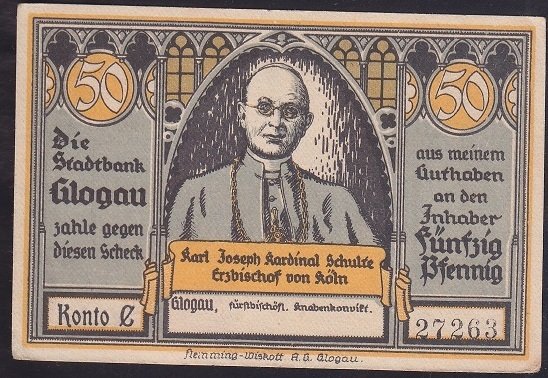 50
50
Die
Stadtbank
Glogau
zahle gegen
diesen Scheck
aus meinem
Guthaben
an den
Inhaber
Fünfzig
Pfennig
Karl Joseph Kardinal Schulte
Erzbischof von Köln
Konto C
Glogau, fürstbischöfl. Knabenkonvikt.
27263
Flemming-Wiskott A.G. Glogau.